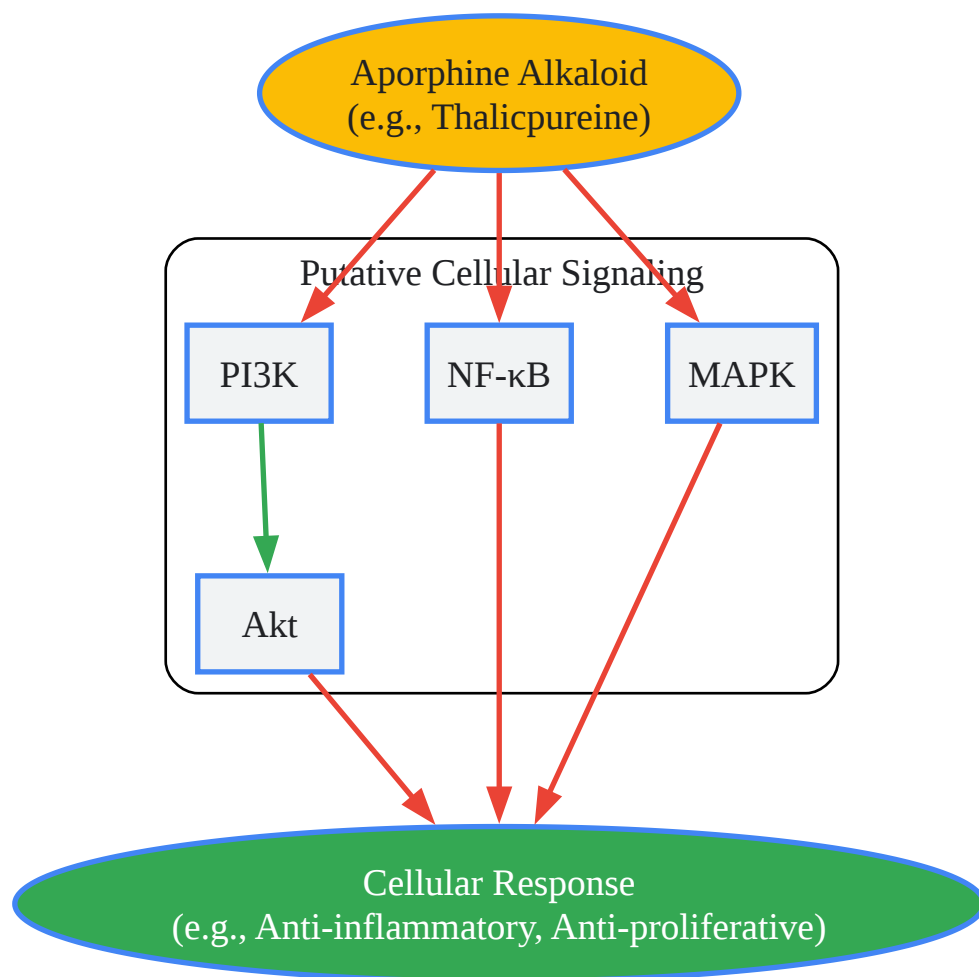 Aporphine Alkaloid
(e.g., Thalicpureine)
Putative Cellular Signaling
PI3K
NF-κB
MAPK
Akt
Cellular Response
(e.g., Anti-inflammatory, Anti-proliferative)